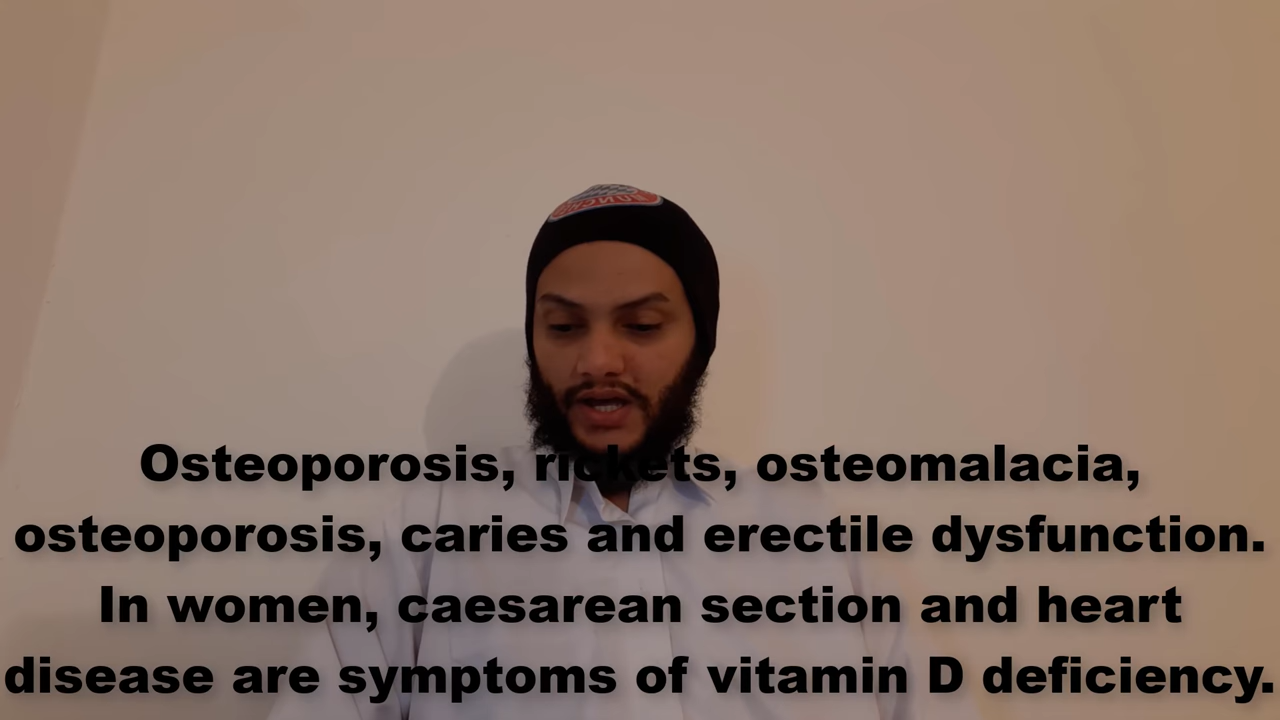 Osteoporosis, rickets, osteomalacia,
osteoporosis, caries and erectile dysfunction.
In women, caesarean section and heart
disease are symptoms of vitamin D deficiency.